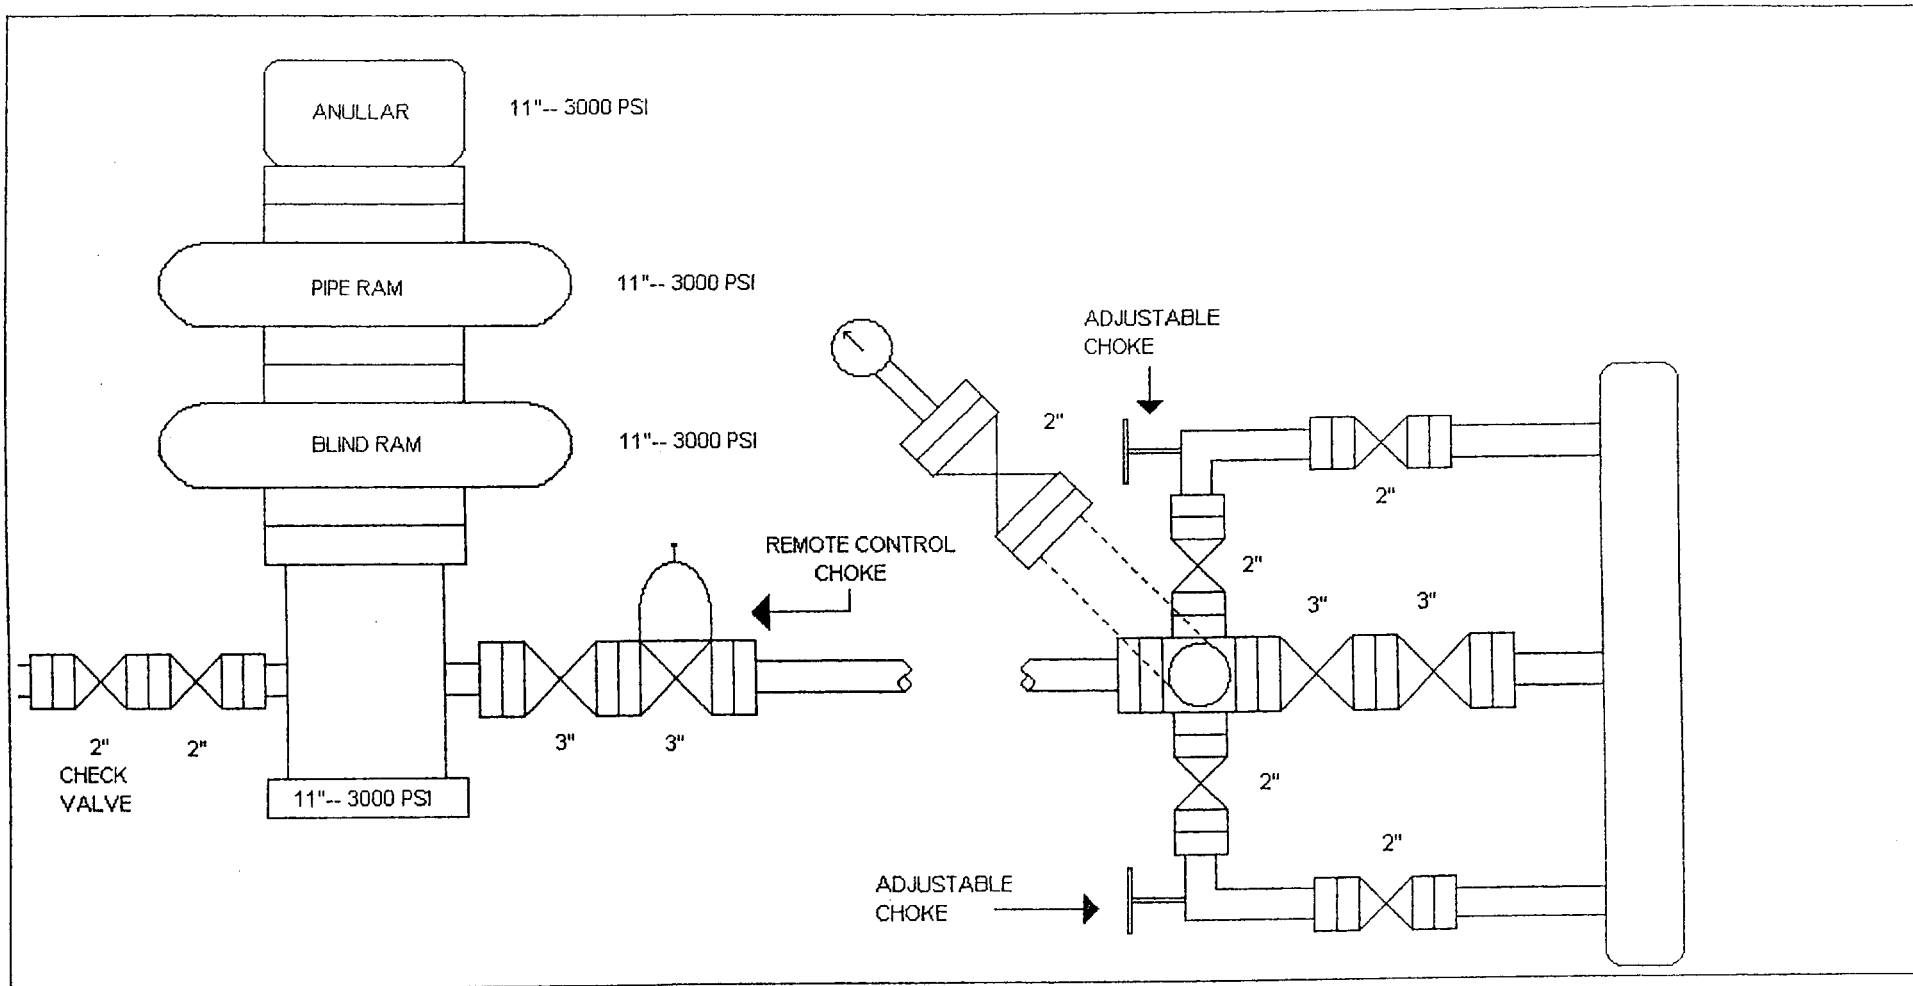 ANULLAR
11"-- 3000 PSI
PIPE RAM
11"-- 3000 PSI
BLIND RAM
11"-- 3000 PSI
REMOTE CONTROL
CHOKE
2"
CHECK
VALVE
2"
3"
3"
11"-- 3000 PSI
ADJUSTABLE
CHOKE
2"
2"
2"
3"
3"
2"
2"
ADJUSTABLE
CHOKE